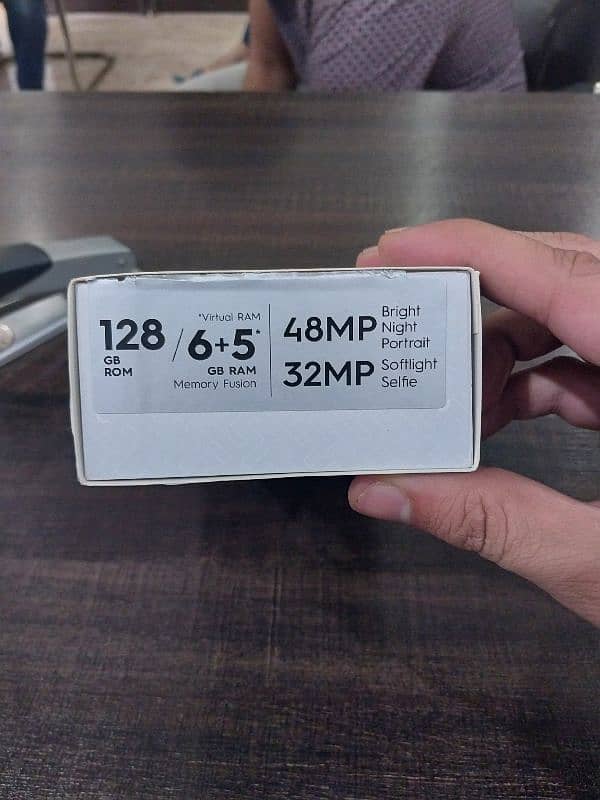 128
GB
ROM
/
*Virtual RAM
6+5*
GB RAM
Memory Fusion
48MP
Bright
Night
Portrait
32MP
Softlight
Selfie